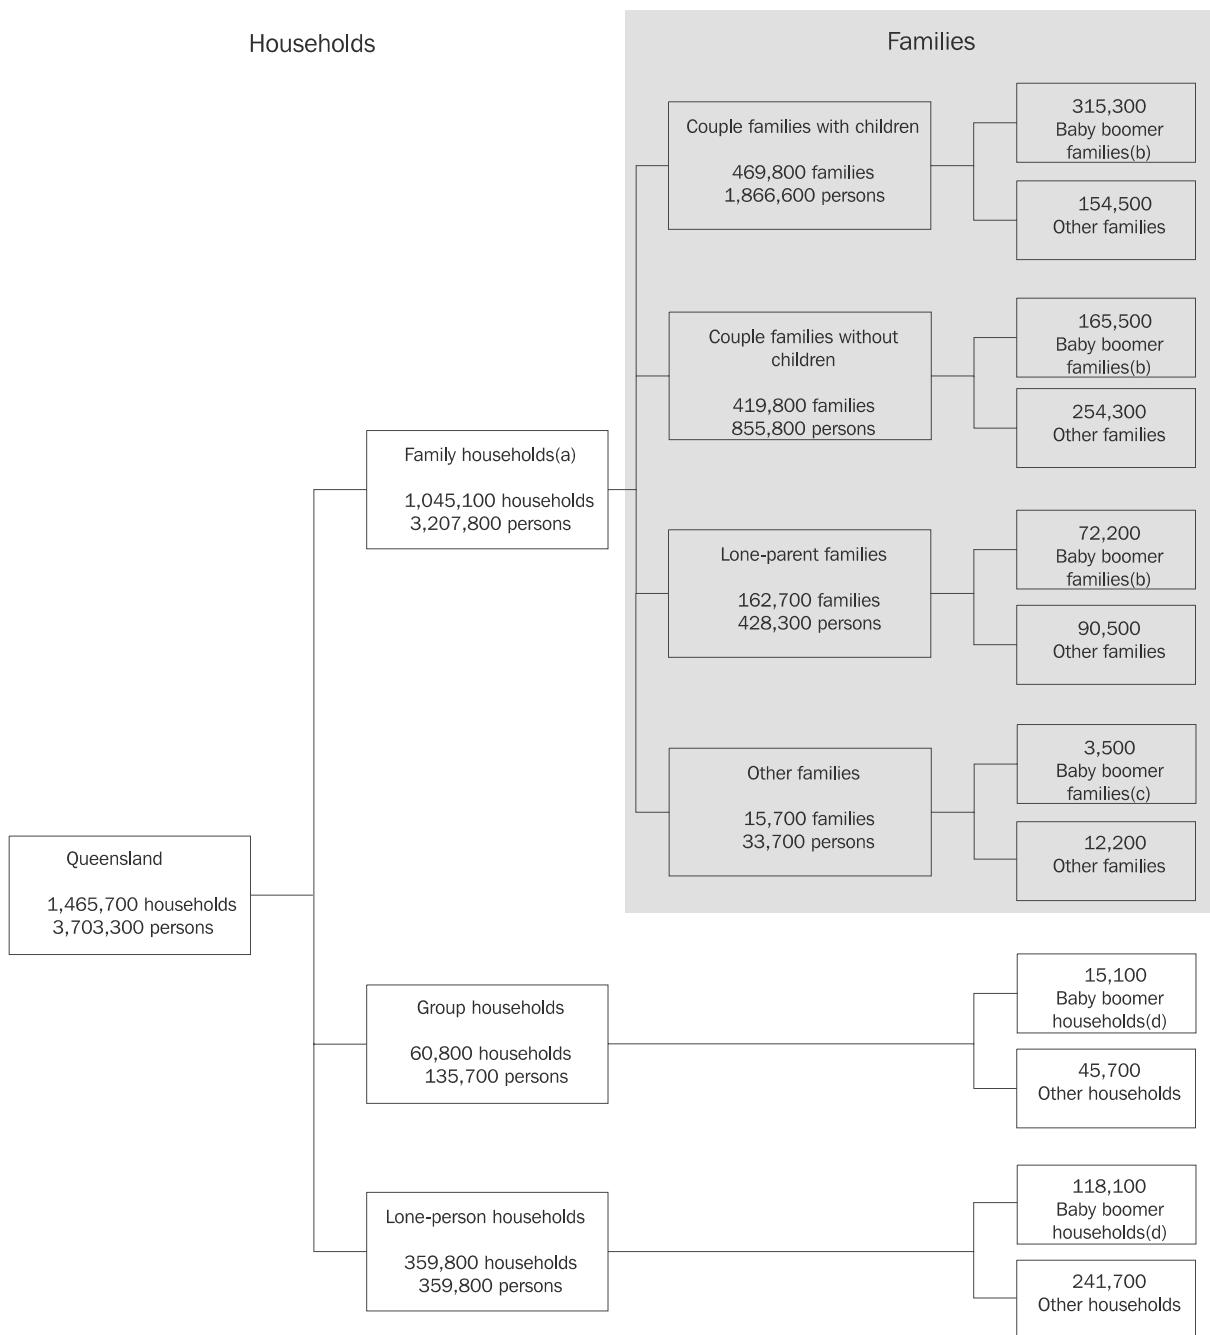 Households
Families
Couple families with children
469,800 families
1,866,600 persons
315,300
Baby boomer
families(b)
154,500
Other families
Couple families without
children
419,800 families
855,800 persons
165,500
Baby boomer
families(b)
254,300
Other families
Family households(a)
1,045,100 households
3,207,800 persons
Lone-parent families
162,700 families
428,300 persons
72,200
Baby boomer
families(b)
90,500
Other families
Other families
15,700 families
33,700 persons
3,500
Baby boomer
families(c)
12,200
Other families
Queensland
1,465,700 households
3,703,300 persons
Group households
60,800 households
135,700 persons
15,100
Baby boomer
households(d)
45,700
Other households
Lone-person households
359,800 households
359,800 persons
118,100
Baby boomer
households(d)
241,700
Other households